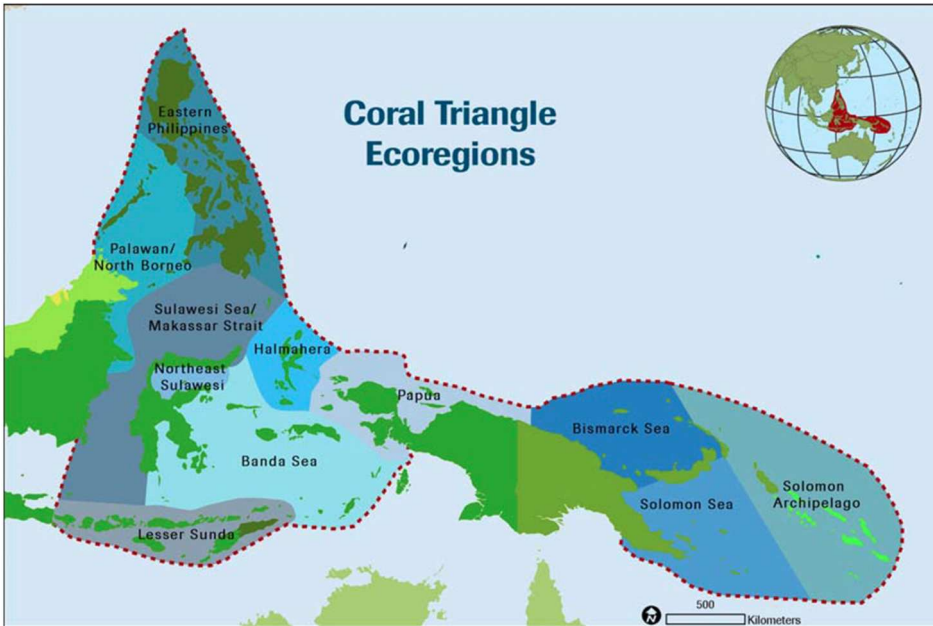 Coral Triangle
Ecoregions
Eastern
Philippines
Palawan/
North Borneo
Sulawesi Sea/
Makassar Strait
Halmahera
Northeast
Sulawesi
Papua
Bismarck Sea
Banda Sea
Solomon
Archipelago
Solomon Sea
Lesser Sunda
N
500
Kilometers